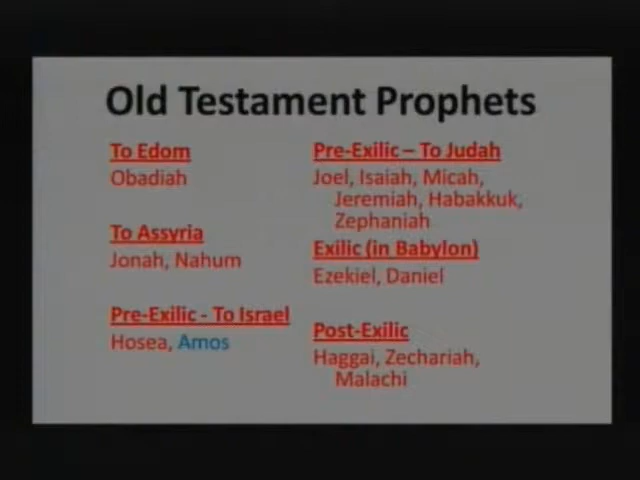 Old Testament Prophets
To Edom
Obadiah
To Assyria
Jonah, Nahum
Pre-Exilic - To Israel
Hosea, Amos
Pre-Exilic – To Judah
Joel, Isaiah, Micah,
Jeremiah, Habakkuk,
Zephaniah
Exilic (in Babylon)
Ezekiel, Daniel
Post-Exilic
Haggai, Zechariah,
Malachi